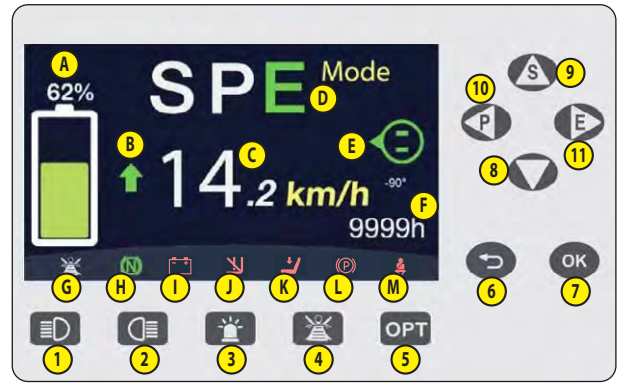 A
62%
SPE Mode
D
B
C
E
14.2 km/h
-90°
F
9999h
N
P
G H I J K L M
1 2 3 4 5
OPT
S
9
10
P
E
11
8
OK
6
7